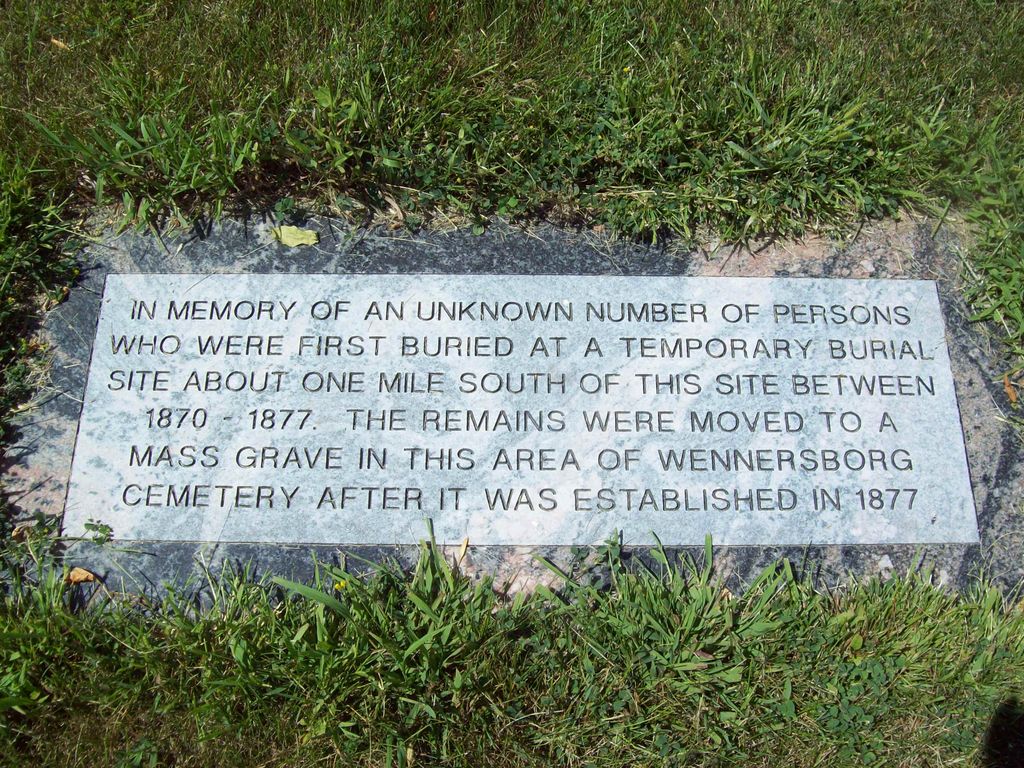 IN MEMORY OF AN UNKNOWN NUMBER OF PERSONS
WHO WERE FIRST BURIED AT A TEMPORARY BURIAL
SITE ABOUT ONE MILE SOUTH OF THIS SITE BETWEEN
1870 - 1877. THE REMAINS WERE MOVED TO A
MASS GRAVE IN THIS AREA OF WENNERSBORG
CEMETERY AFTER IT WAS ESTABLISHED IN 1877